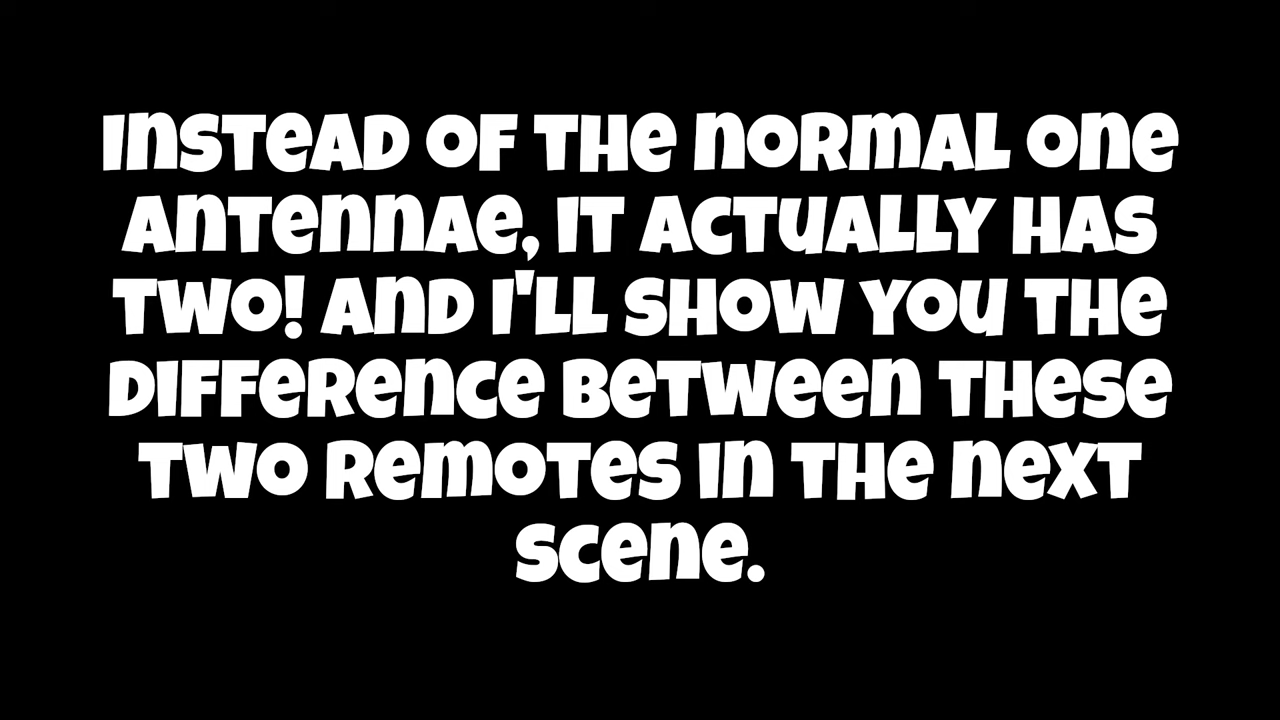 Instead of the normal one
antennae, it actually has
two! And I'll show you the
difference between these
two remotes in the next
scene.